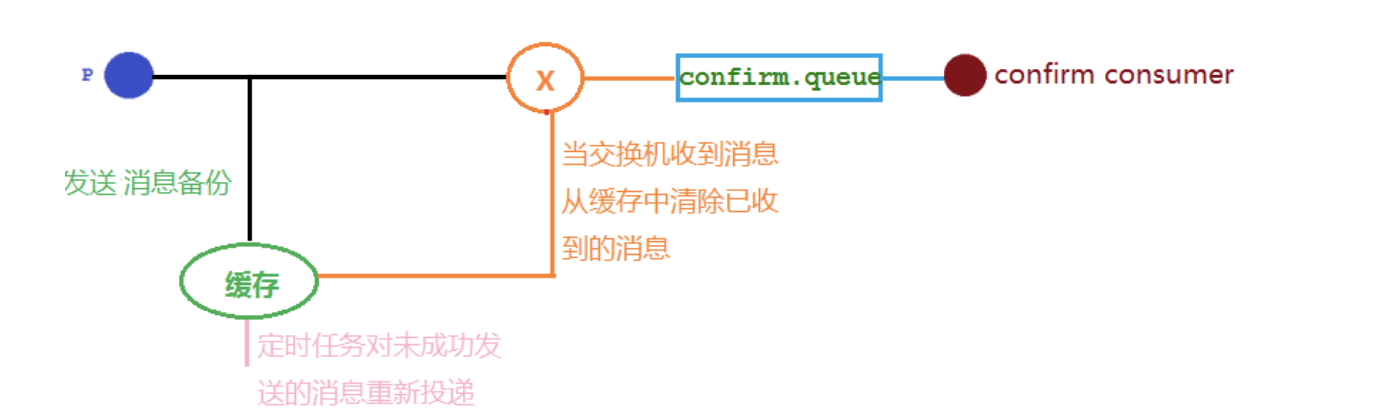 P
X
confirm.queue
confirm consumer
当交换机收到消息
从缓存中清除已收
到的消息
发送 消息备份
缓存
定时任务对未成功发
送的消息重新投递